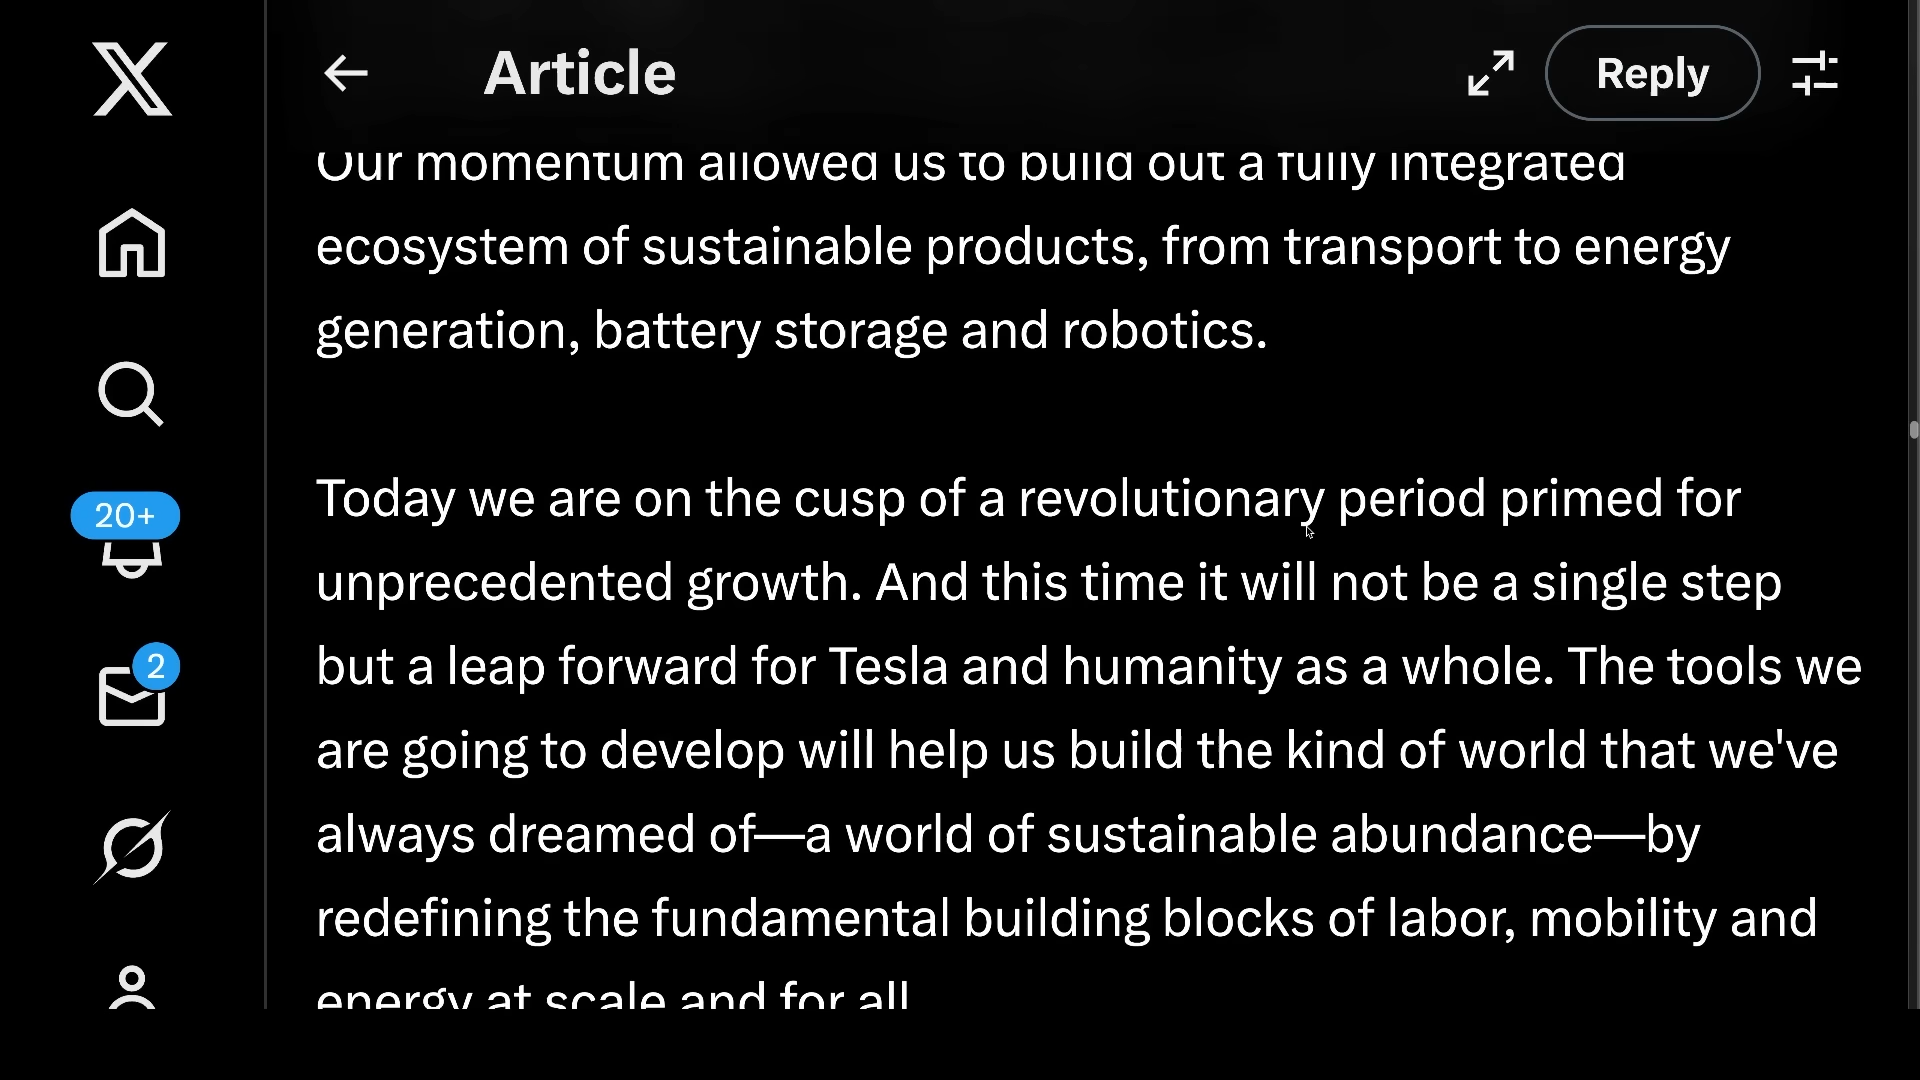 Article
Reply
Our momentum allowed us to build out a fully integrated
ecosystem of sustainable products, from transport to energy
generation, battery storage and robotics.
20+
Today we are on the cusp of a revolutionary period primed for
unprecedented growth. And this time it will not be a single step
2
but a leap forward for Tesla and humanity as a whole. The tools we
are going to develop will help us build the kind of world that we've
always dreamed of—a world of sustainable abundance—by
redefining the fundamental building blocks of labor, mobility and
energy at scale and for all